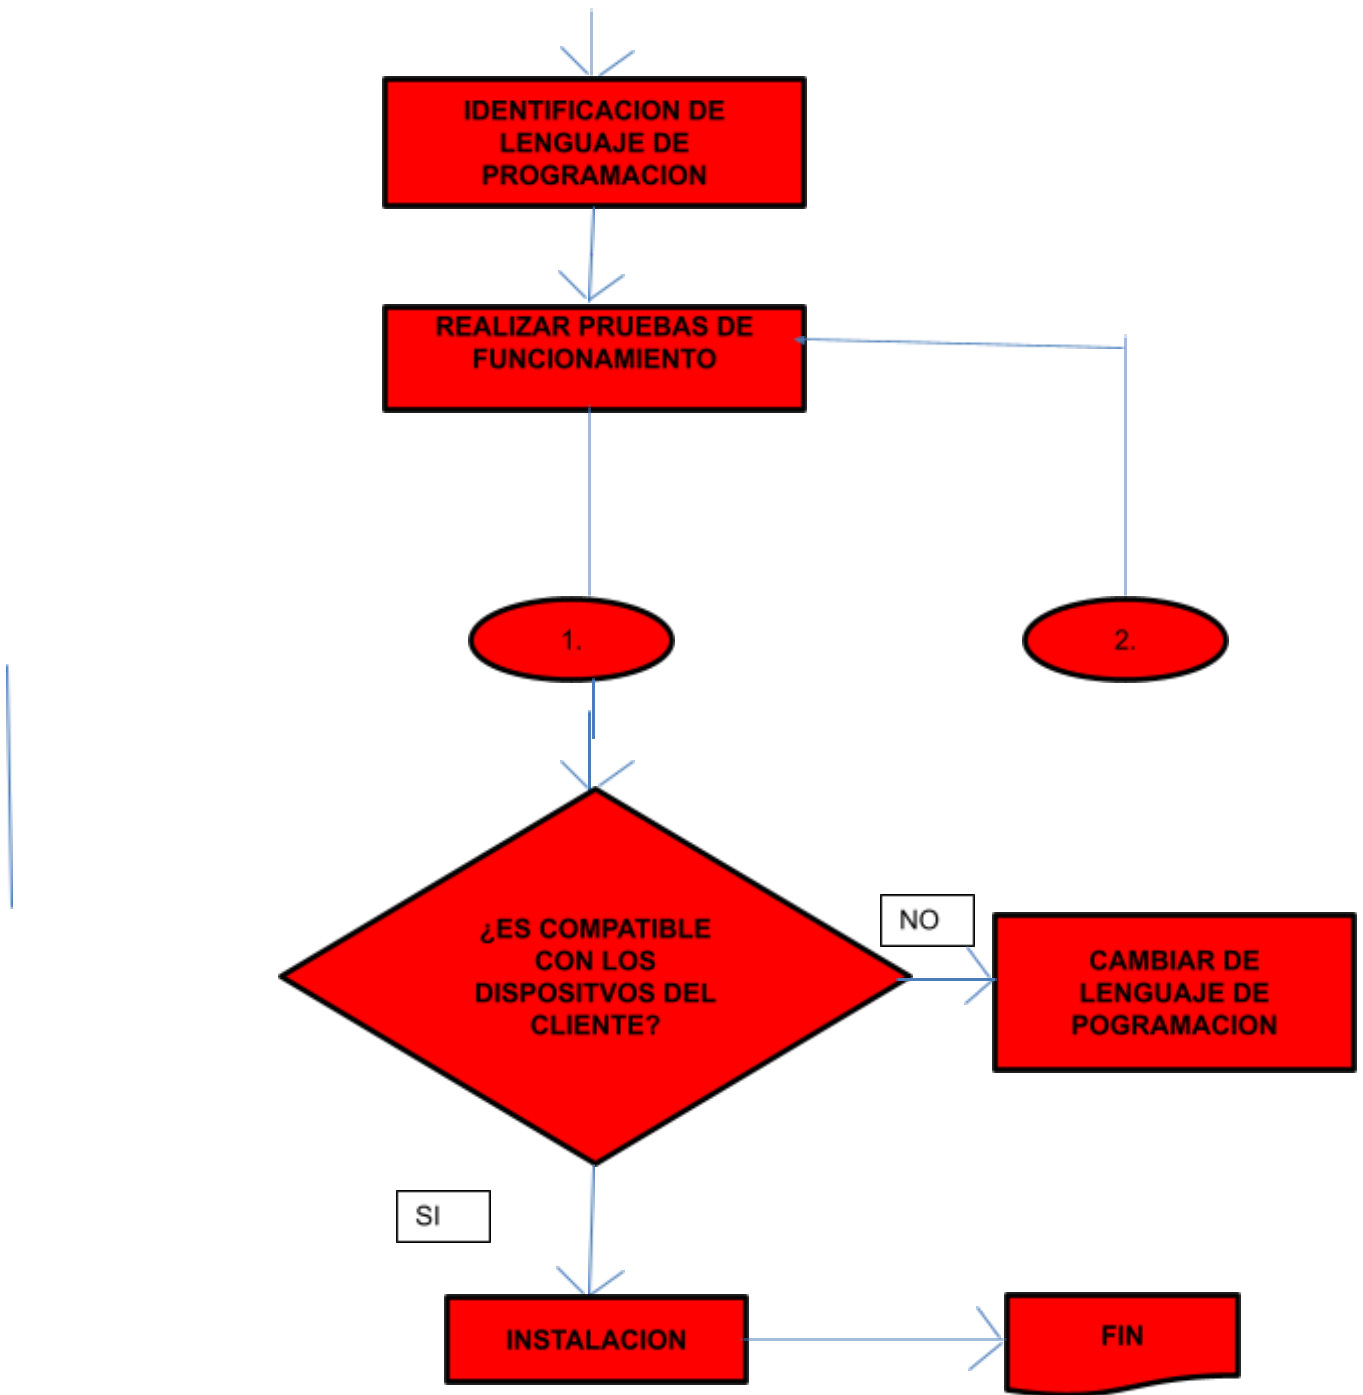 IDENTIFICACION DE
LENGUAJE DE
PROGRAMACION
REALIZAR PRUEBAS DE
FUNCIONAMIENTO
1.
2.
¿ES COMPATIBLE
CON LOS
DISPOSITVOS DEL
CLIENTE?
NO
CAMBIAR DE
LENGUAJE DE
POGRAMACION
SI
INSTALACION
FIN